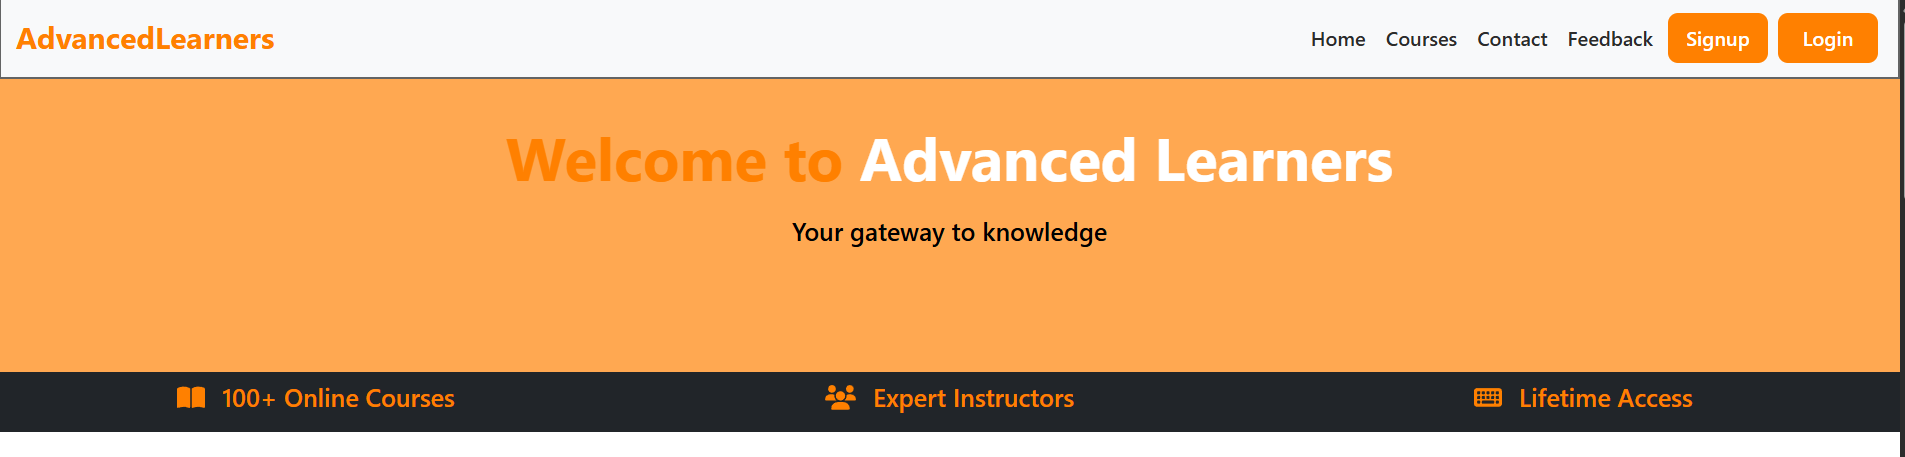 AdvancedLearners
Home Courses Contact Feedback Signup Login
Welcome to Advanced Learners
Your gateway to knowledge
100+ Online Courses Expert Instructors Lifetime Access